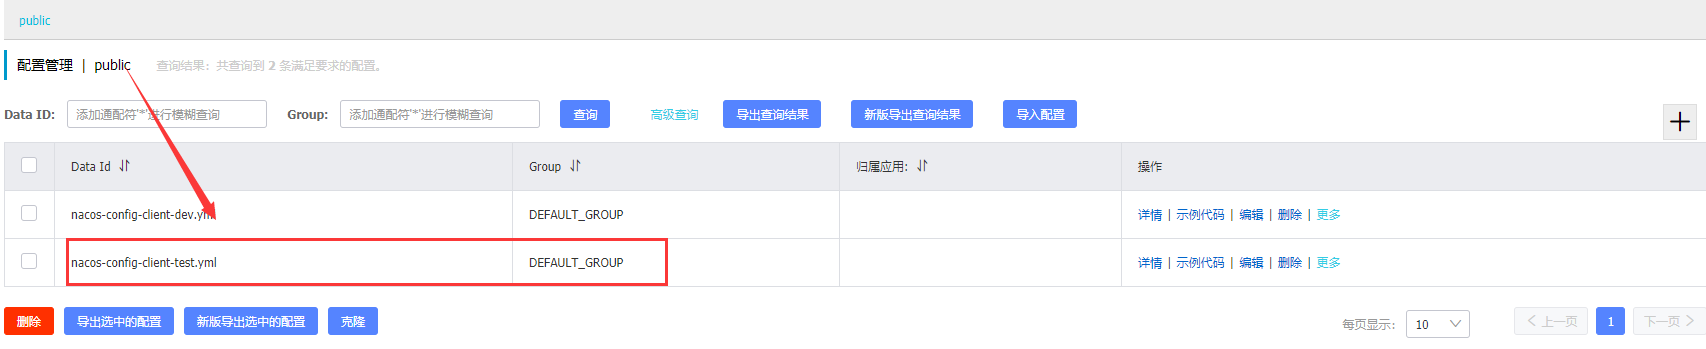 public
配置管理 | public 查询结果：共查询到 2 条满足要求的配置。
Data ID: 添加通配符'*'进行模糊查询 Group: 添加通配符'*'进行模糊查询 查询 高级查询 导出查询结果 新版导出查询结果 导入配置
Data Id Group 归属应用: 操作
nacos-config-client-dev.yml DEFAULT_GROUP 详情 | 示例代码 | 编辑 | 删除 | 更多
nacos-config-client-test.yml DEFAULT_GROUP 详情 | 示例代码 | 编辑 | 删除 | 更多
删除 导出选中的配置 新版导出选中的配置 克隆 每页显示: 10 上一页 1 下一页